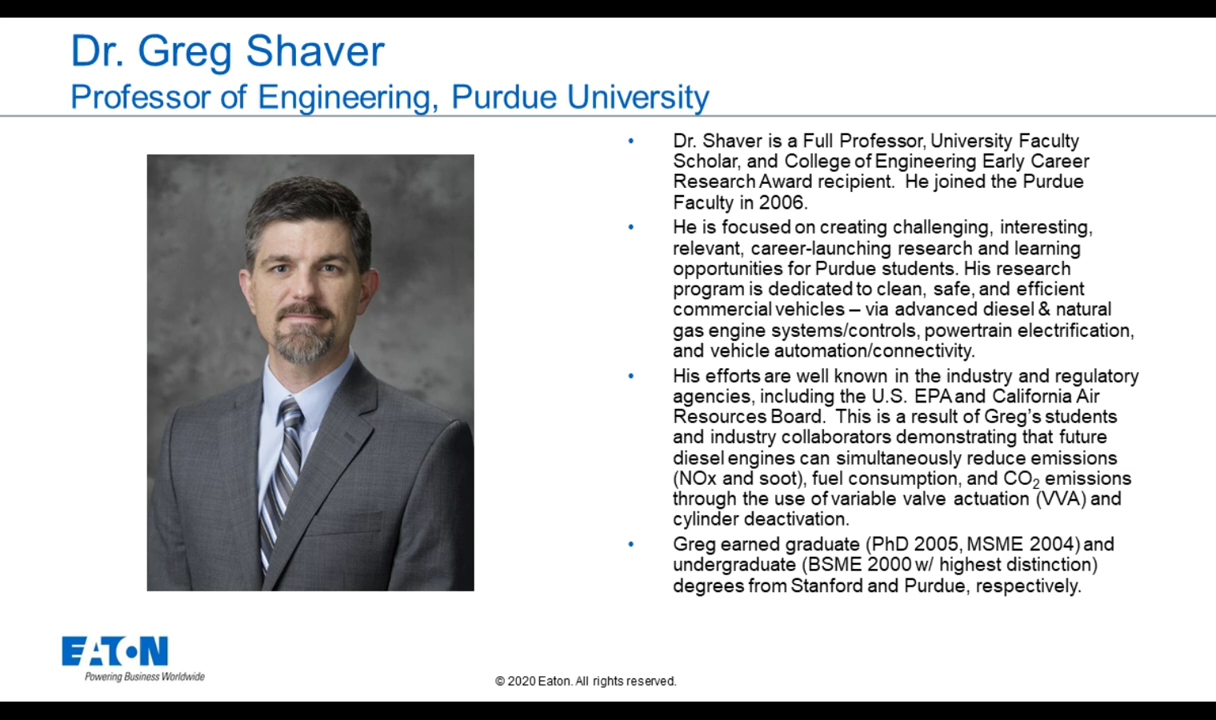 Dr. Greg Shaver
Professor of Engineering, Purdue University
• Dr. Shaver is a Full Professor, University Faculty
Scholar, and College of Engineering Early Career
Research Award recipient.  He joined the Purdue
Faculty in 2006.
• He is focused on creating challenging, interesting,
relevant, career-launching research and learning
opportunities for Purdue students. His research
program is dedicated to clean, safe, and efficient
commercial vehicles – via advanced diesel & natural
gas engine systems/controls, powertrain electrification,
and vehicle automation/connectivity.
• His efforts are well known in the industry and regulatory
agencies, including the U.S. EPA and California Air
Resources Board.  This is a result of Greg’s students
and industry collaborators demonstrating that future
diesel engines can simultaneously reduce emissions
(NOx and soot), fuel consumption, and CO₂ emissions
through the use of variable valve actuation (VVA) and
cylinder deactivation.
• Greg earned graduate (PhD 2005, MSME 2004) and
undergraduate (BSME 2000 w/ highest distinction)
degrees from Stanford and Purdue, respectively.
EATON
Powering Business Worldwide
© 2020 Eaton. All rights reserved.